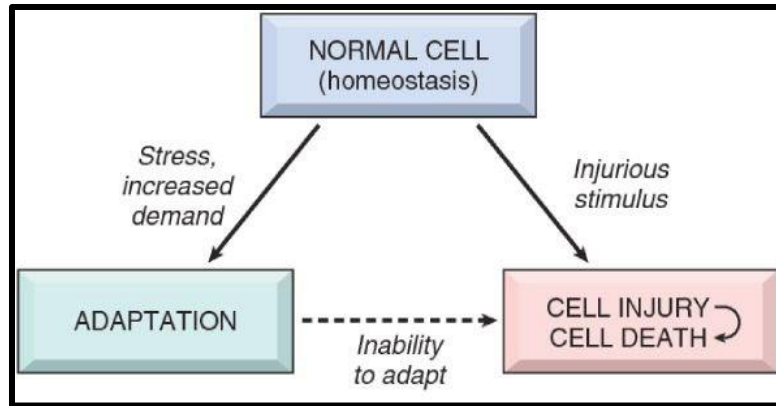 NORMAL CELL
(homeostasis)
Stress,
increased
demand
Injurious
stimulus
ADAPTATION
Inability
to adapt
CELL INJURY
CELL DEATH